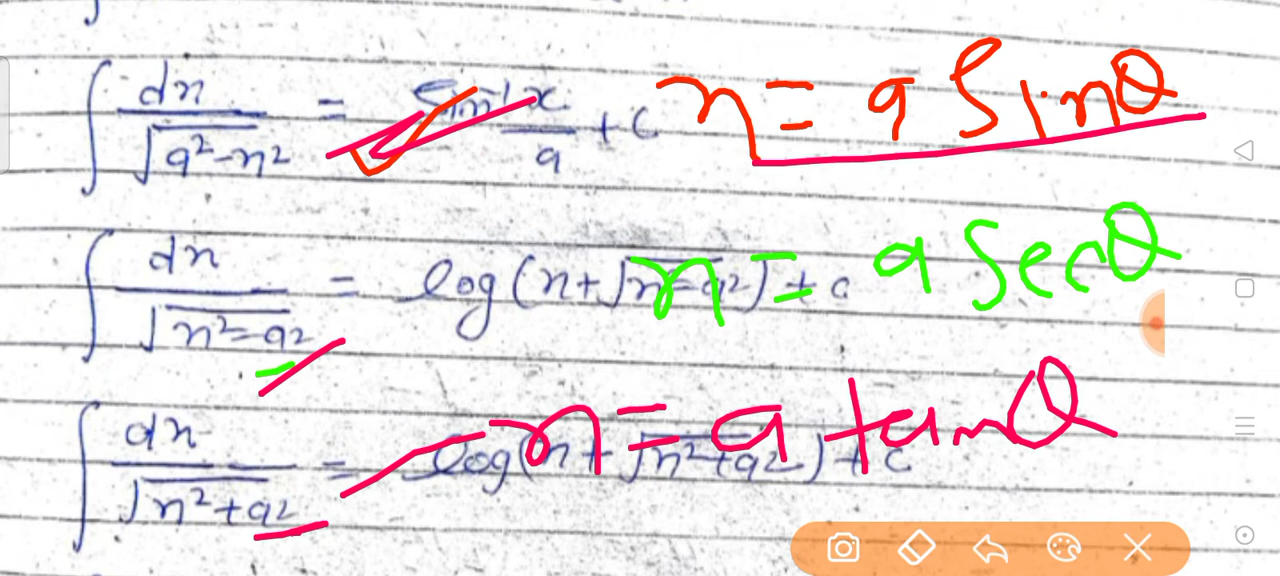 ∫ dx/√(a²-x²) = Sin⁻¹ x/a + c x = a Sinθ
∫ dx/√(x²-a²) = log(x+√(x²-a²)) + c x = a Secθ
∫ dx/√(x²+a²) = log(x+√(x²+a²)) + c x = a tanθ